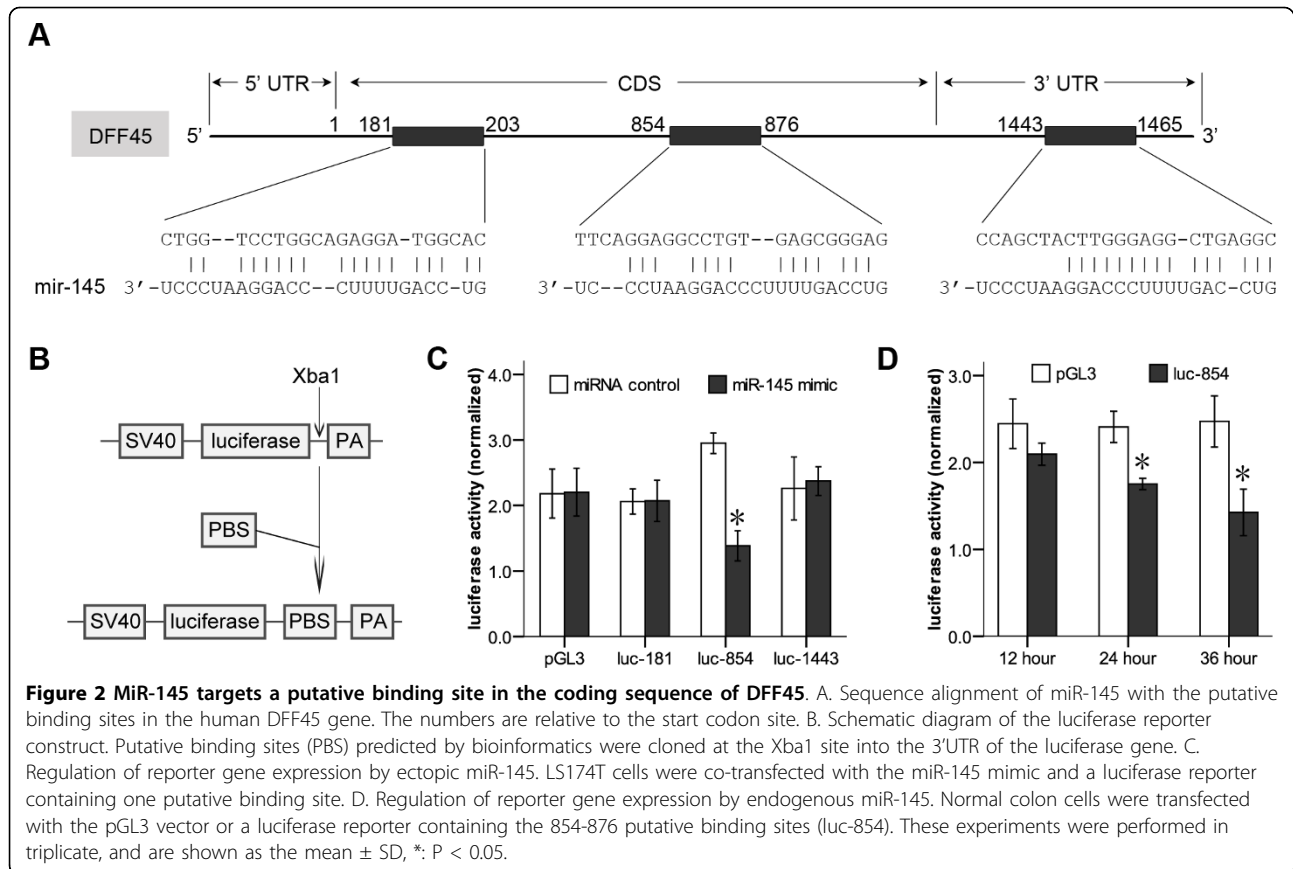 A
5' UTR CDS 3' UTR
DFF45 5' 1 181 203 854 876 1443 1465 3'
CTGG--TCCTGGCAGAGGA-TGGCAC TTCAGGAGGCCTGT--GAGCGGGAG CCAGCTACTTGGGAGG-CTGAGGC
mir-145 3'-UCCCUAAGGACC--CUUUUGACC-UG 3'-UC--CCUAAGGACCCUUUUGACCUG 3'-UCCCUAAGGACCCUUUUGAC-CUG
B
Xba1
SV40 luciferase PA
PBS
SV40 luciferase PBS PA
C
luciferase activity (normalized)
4.0
3.0
2.0
1.0
0.0
miRNA control miR-145 mimic
*
pGL3 luc-181 luc-854 luc-1443
D
luciferase activity (normalized)
3.0
2.0
1.0
0.0
pGL3 luc-854
* *
12 hour 24 hour 36 hour
Figure 2 MiR-145 targets a putative binding site in the coding sequence of DFF45. A. Sequence alignment of miR-145 with the putative
binding sites in the human DFF45 gene. The numbers are relative to the start codon site. B. Schematic diagram of the luciferase reporter
construct. Putative binding sites (PBS) predicted by bioinformatics were cloned at the Xba1 site into the 3'UTR of the luciferase gene. C.
Regulation of reporter gene expression by ectopic miR-145. LS174T cells were co-transfected with the miR-145 mimic and a luciferase reporter
containing one putative binding site. D. Regulation of reporter gene expression by endogenous miR-145. Normal colon cells were transfected
with the pGL3 vector or a luciferase reporter containing the 854-876 putative binding sites (luc-854). These experiments were performed in
triplicate, and are shown as the mean ± SD, *: P < 0.05.